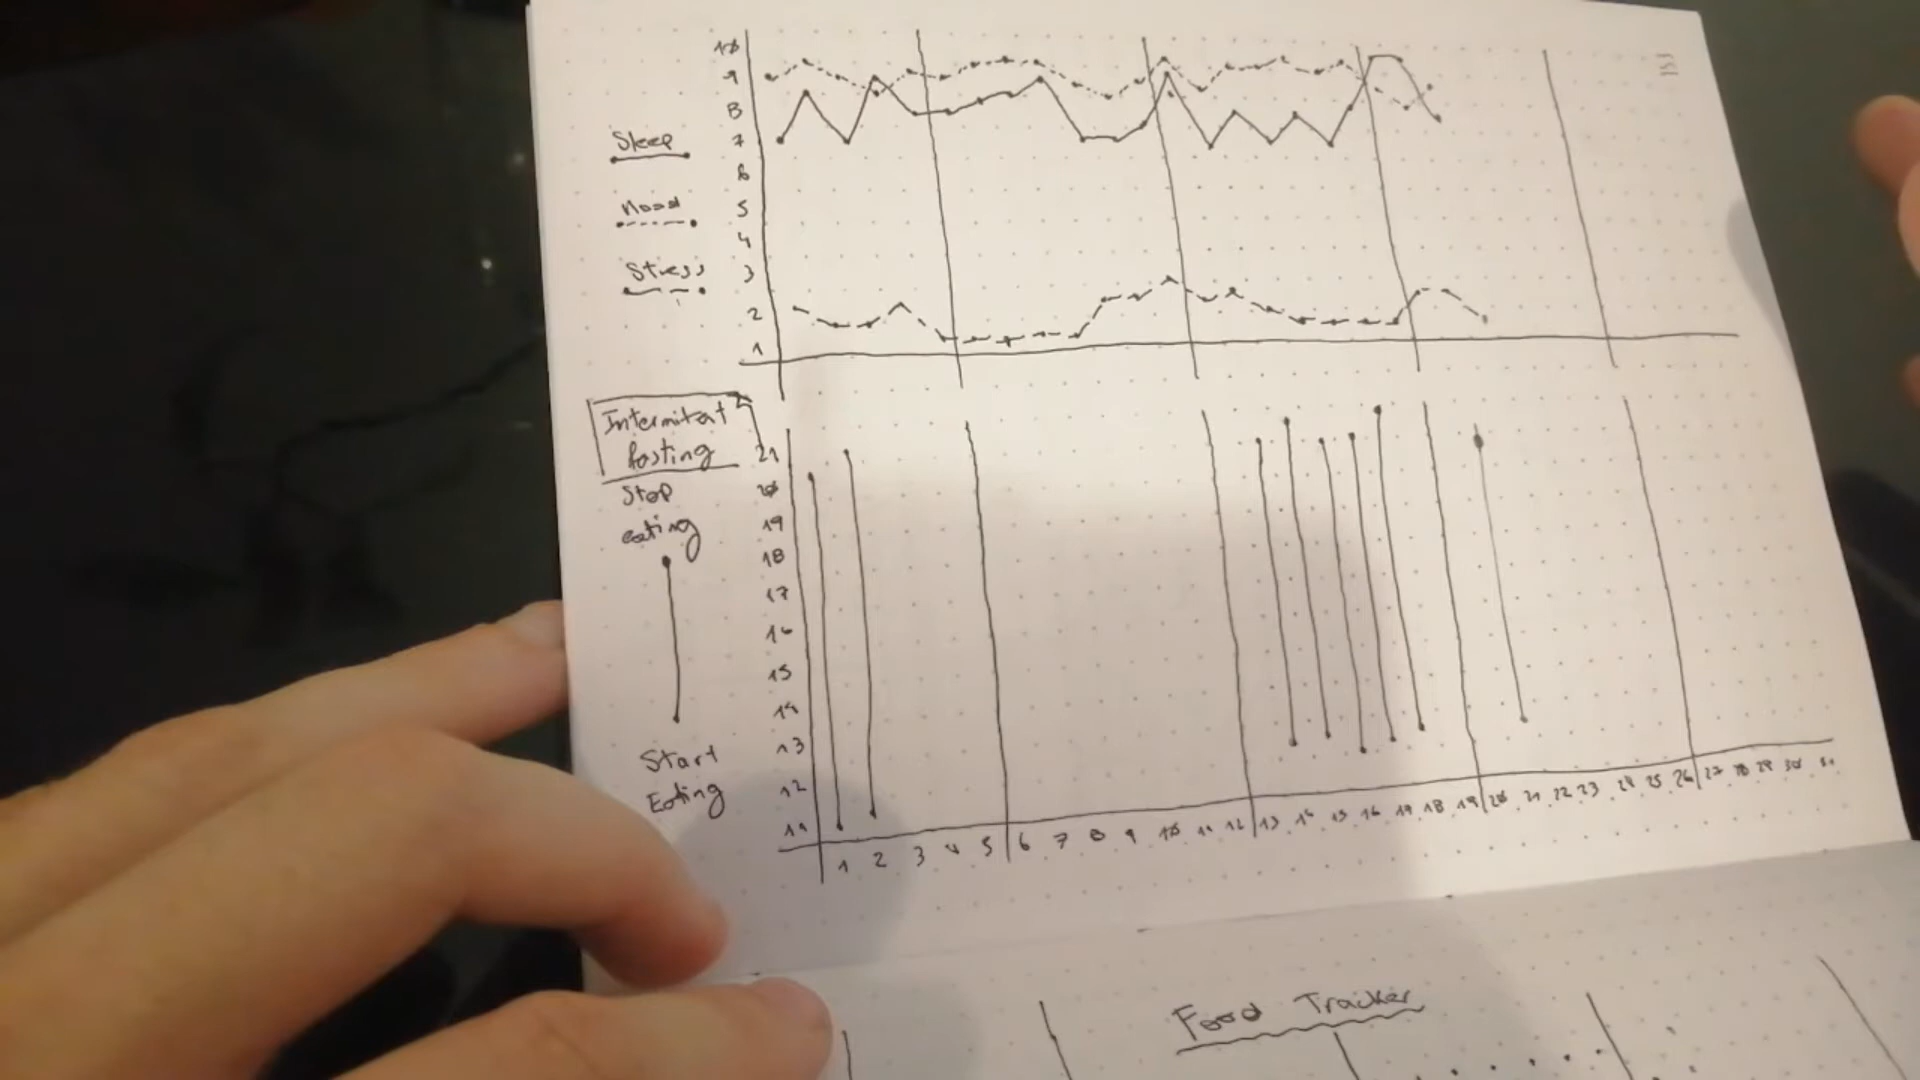 153
10
9
8
7
6
5
4
3
2
1
Sleep
Mood
Stress
Intermitent
fasting
Stop
eating
Start
Eating
21
20
19
18
17
16
15
14
13
12
11
1 2 3 4 5 6 7 8 9 10 11 12 13 14 15 16 17 18 19 20 21 22 23 24 25 26 27 28 29 30 31
Food Tracker